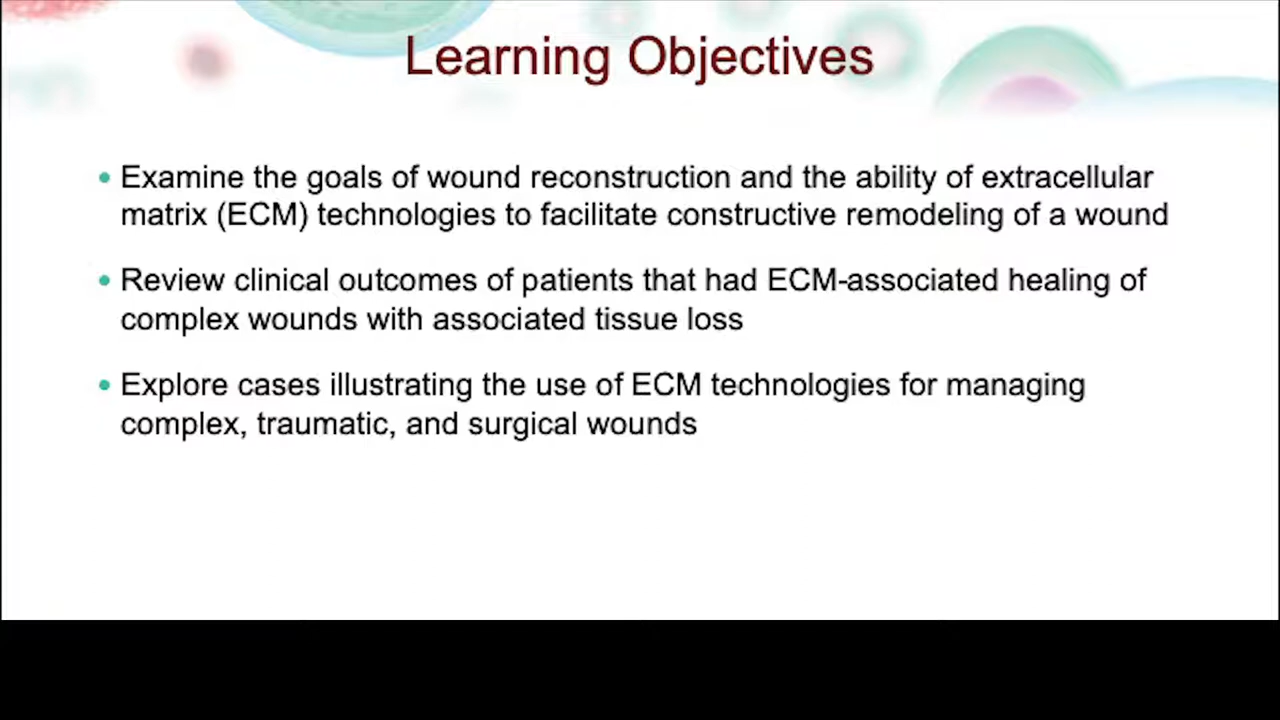 Learning Objectives
• Examine the goals of wound reconstruction and the ability of extracellular
matrix (ECM) technologies to facilitate constructive remodeling of a wound
• Review clinical outcomes of patients that had ECM-associated healing of
complex wounds with associated tissue loss
• Explore cases illustrating the use of ECM technologies for managing
complex, traumatic, and surgical wounds